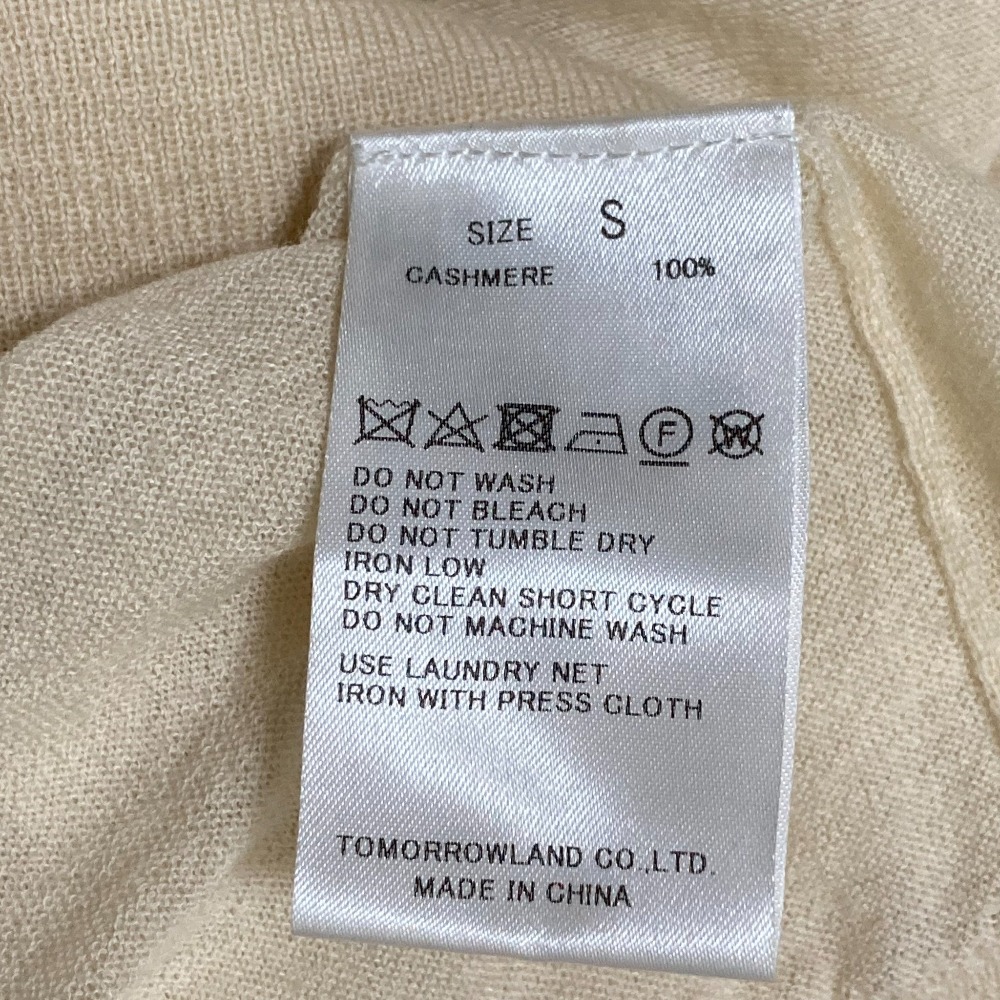 SIZE S
CASHMERE 100%
F W
DO NOT WASH
DO NOT BLEACH
DO NOT TUMBLE DRY
IRON LOW
DRY CLEAN SHORT CYCLE
DO NOT MACHINE WASH
USE LAUNDRY NET
IRON WITH PRESS CLOTH
TOMORROWLAND CO.,LTD.
MADE IN CHINA